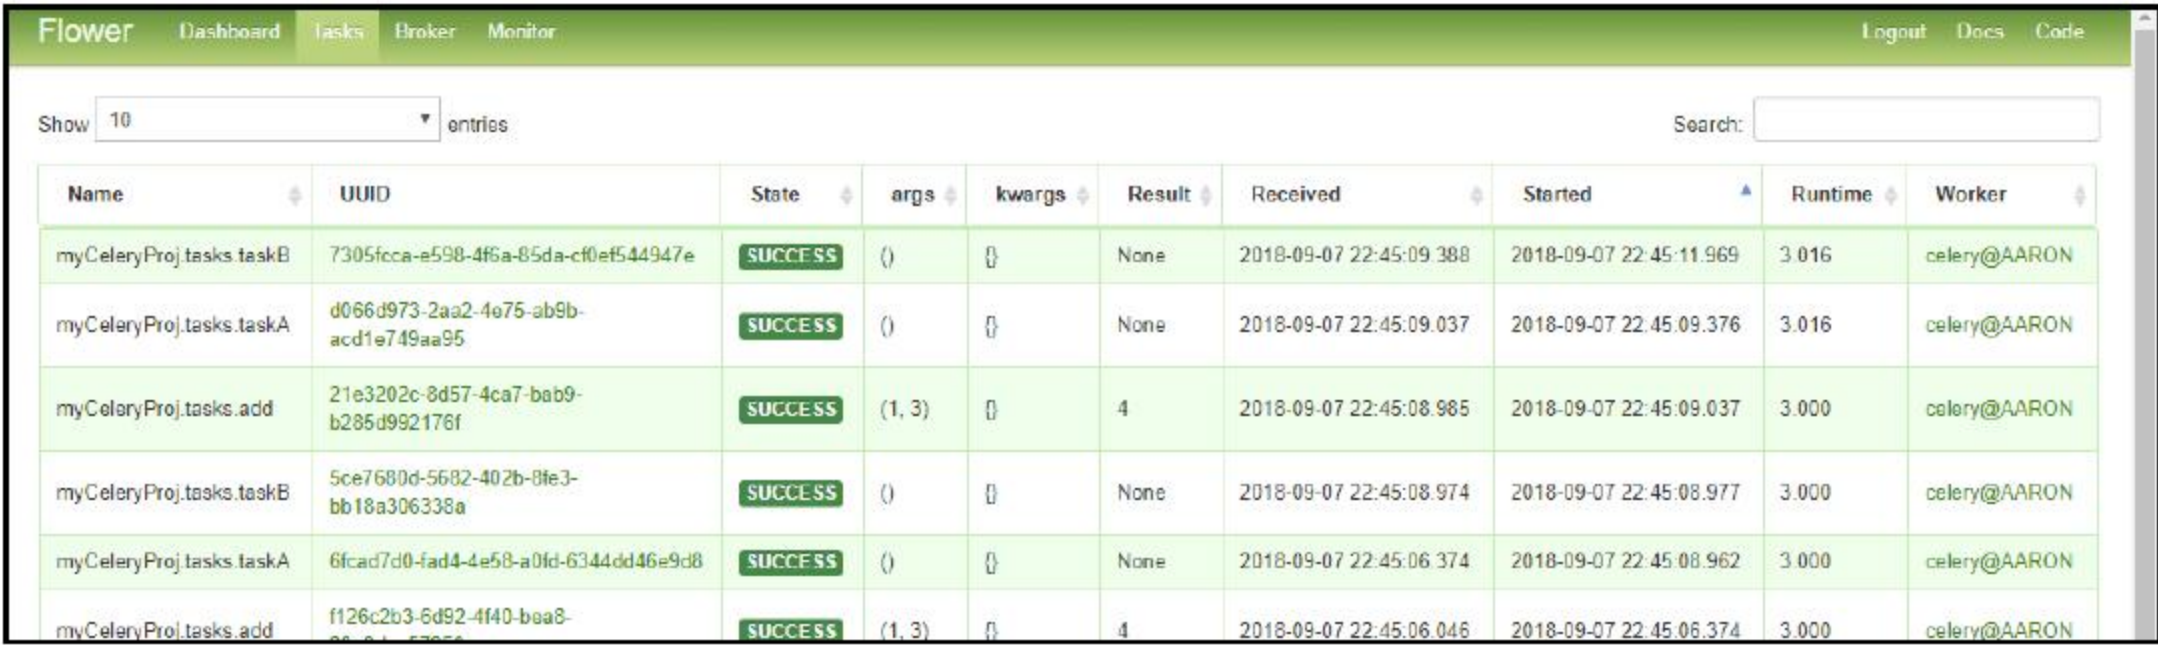 Flower Dashboard Tasks Broker Monitor Logout Docs Code
Show 10 entries Search:
Name UUID State args kwargs Result Received Started Runtime Worker
myCeleryProj.tasks.taskB 7305fcca-e598-4f6a-85da-cf0ef544947e SUCCESS () {} None 2018-09-07 22:45:09.388 2018-09-07 22:45:11.969 3.016 celery@AARON
myCeleryProj.tasks.taskA d066d973-2aa2-4e75-ab9b-
acd1e749aa95 SUCCESS () {} None 2018-09-07 22:45:09.037 2018-09-07 22:45:09.376 3.016 celery@AARON
myCeleryProj.tasks.add 21e3202c-8d57-4ca7-bab9-
b285d992176f SUCCESS (1, 3) {} 4 2018-09-07 22:45:08.985 2018-09-07 22:45:09.037 3.000 celery@AARON
myCeleryProj.tasks.taskB 5ce7680d-5682-402b-8fe3-
bb18a306338a SUCCESS () {} None 2018-09-07 22:45:08.974 2018-09-07 22:45:08.977 3.000 celery@AARON
myCeleryProj.tasks.taskA 6fcad7d0-fad4-4e58-a0fd-6344dd46e9d8 SUCCESS () {} None 2018-09-07 22:45:06.374 2018-09-07 22:45:08.962 3.000 celery@AARON
myCeleryProj.tasks.add f126c2b3-6d92-4f40-bea8-
SUCCESS (1, 3) {} 4 2018-09-07 22:45:06.046 2018-09-07 22:45:06.374 3.000 celery@AARON